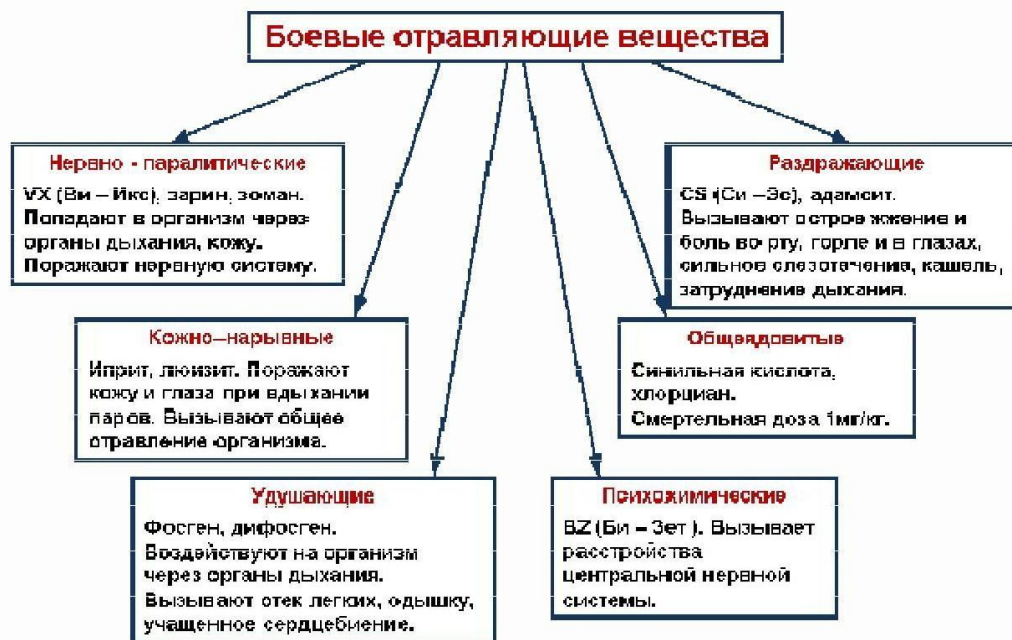 Боевые отравляющие вещества
Нервно - паралитические
VX (Ви – Икс), зарин, зоман.
Попадают в организм через
органы дыхания, кожу.
Поражают нервную систему.
Раздражающие
CS (Си –Эс), адамсит.
Вызывают острое жжение и
боль во рту, горле и в глазах,
сильное слезотечение, кашель,
затруднение дыхания.
Кожно–нарывные
Иприт, люизит. Поражают
кожу и глаза при вдыхании
паров. Вызывают общее
отравление организма.
Общеядовитые
Синильная кислота,
хлорциан.
Смертельная доза 1мг/кг.
Удушающие
Фосген, дифосген.
Воздействуют на организм
через органы дыхания.
Вызывают отек легких, одышку,
учащенное сердцебиение.
Психохимические
BZ (Би – Зет ). Вызывает
расстройства
центральной нервной
системы.